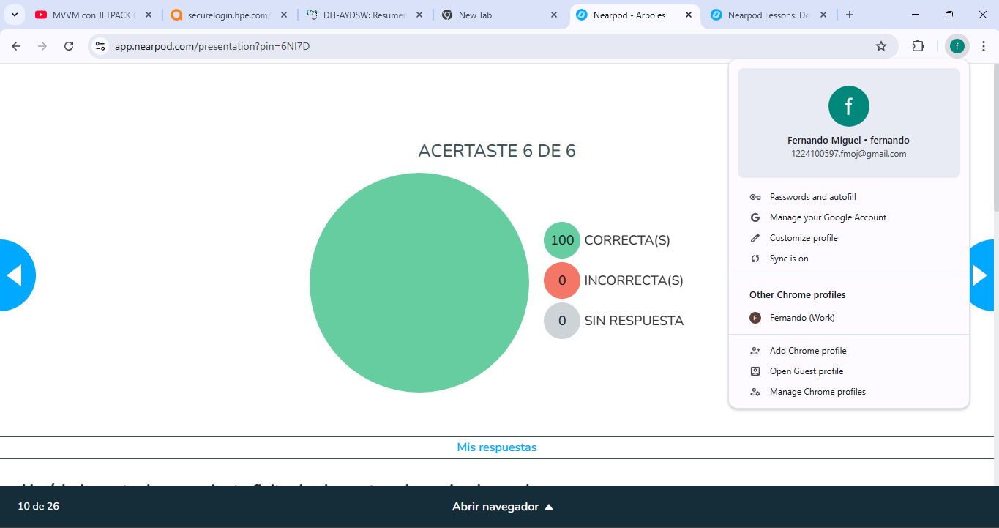 MVVM con JETPACK C
securelogin.hpe.com/
DH-AYDSW: Resumen
New Tab
Nearpod - Arboles
Nearpod Lessons: Do
app.nearpod.com/presentation?pin=6NI7D
f
f
Fernando Miguel • fernando
1224100597.fmoj@gmail.com
Passwords and autofill
Manage your Google Account
Customize profile
Sync is on
Other Chrome profiles
F Fernando (Work)
Add Chrome profile
Open Guest profile
Manage Chrome profiles
ACERTASTE 6 DE 6
100 CORRECTA(S)
0 INCORRECTA(S)
0 SIN RESPUESTA
Mis respuestas
10 de 26
Abrir navegador